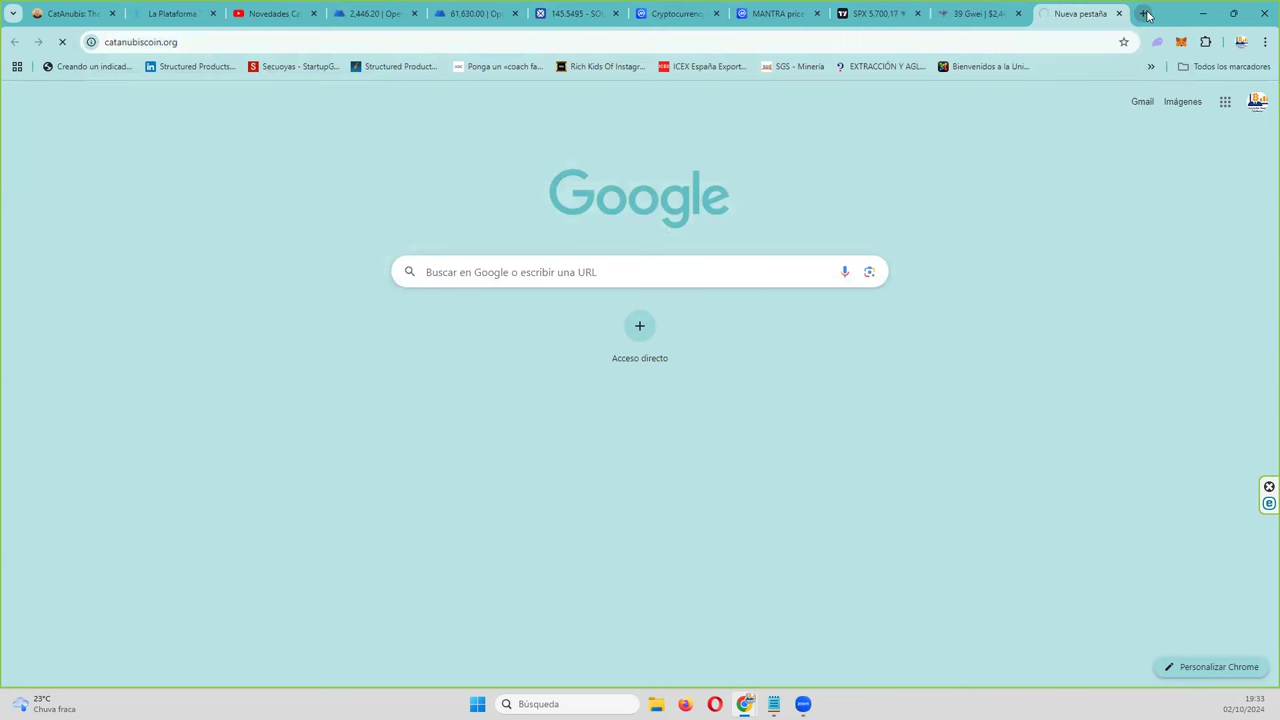 CatAnubis: The
La Plataforma
Novedades Ca
2,446.20 | Ope
61,630.00 | Op
145.5495 - SO
Cryptocurrency
MANTRA price
SPX 5.700,17
39 Gwei | $2,4
Nueva pestaña
catanubiscoin.org
Creando un indicad...
Structured Products...
Secuoyas - StartupG...
Structured Product...
Ponga un «coach fa...
Rich Kids Of Instagr...
ICEX España Export...
SGS - Minería
EXTRACCIÓN Y AGL...
Bienvenidos a la Uni...
Todos los marcadores
Gmail
Imágenes
Google
Buscar en Google o escribir una URL
Acceso directo
Personalizar Chrome
23°C
Chuva fraca
Búsqueda
zoom
19:33
02/10/2024